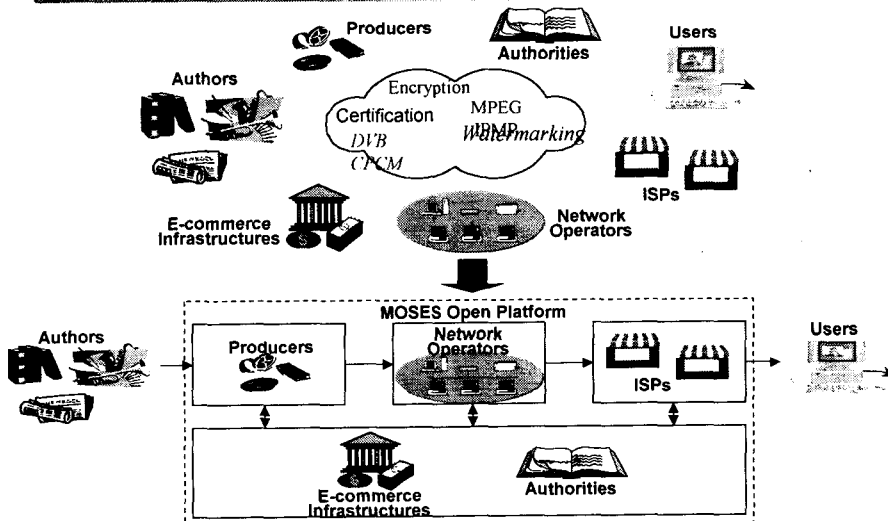 Producers
Authorities
Users
Authors
Encryption
Certification
MPEG
IPMP
Watermarking
DVB
CPCM
ISPs
E-commerce
Infrastructures
Network
Operators
MOSES Open Platform
Authors
Producers
Network
Operators
ISPs
Users
E-commerce
Infrastructures
Authorities